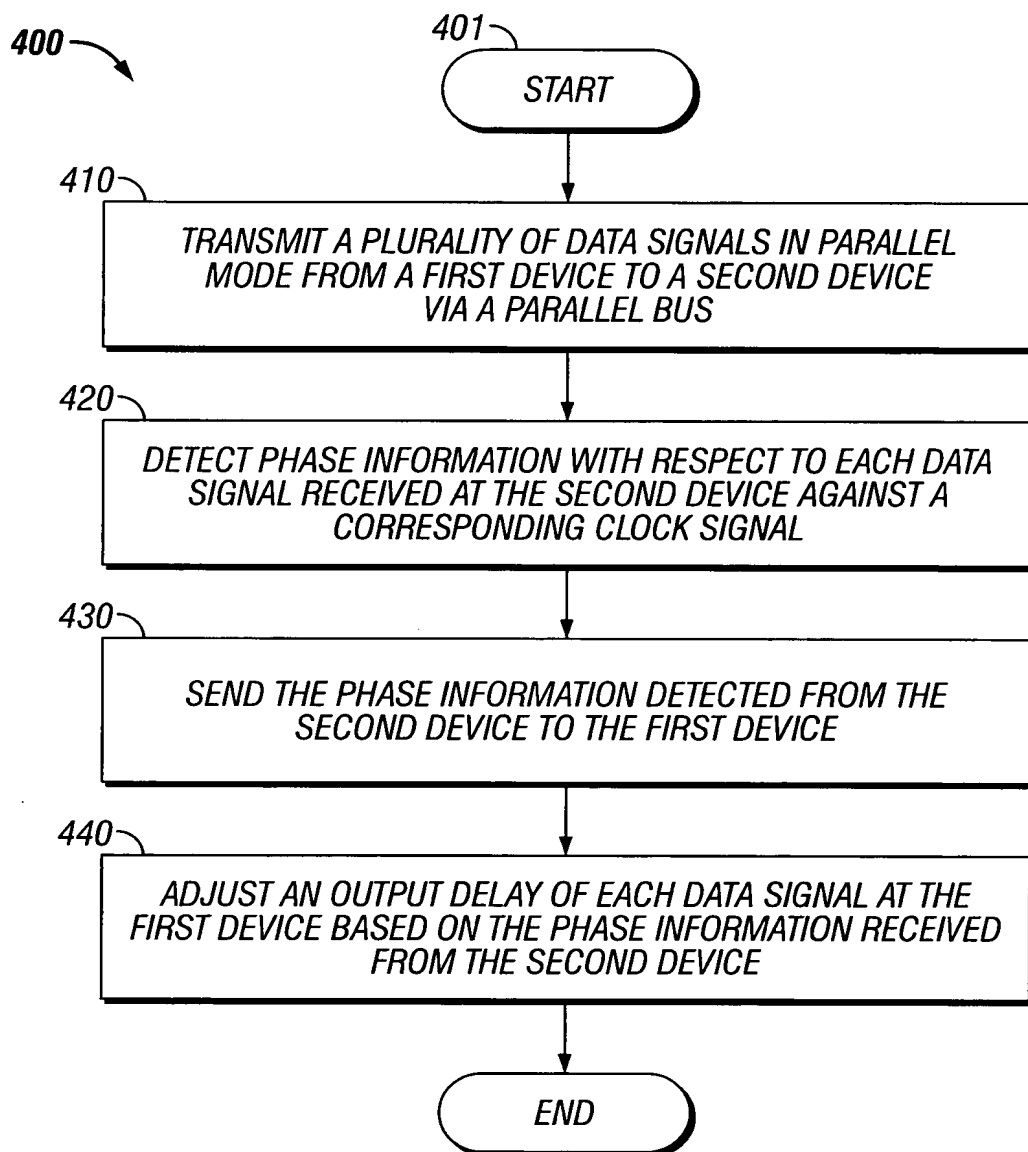 400
401
START
410
TRANSMIT A PLURALITY OF DATA SIGNALS IN PARALLEL
MODE FROM A FIRST DEVICE TO A SECOND DEVICE
VIA A PARALLEL BUS
420
DETECT PHASE INFORMATION WITH RESPECT TO EACH DATA
SIGNAL RECEIVED AT THE SECOND DEVICE AGAINST A
CORRESPONDING CLOCK SIGNAL
430
SEND THE PHASE INFORMATION DETECTED FROM THE
SECOND DEVICE TO THE FIRST DEVICE
440
ADJUST AN OUTPUT DELAY OF EACH DATA SIGNAL AT THE
FIRST DEVICE BASED ON THE PHASE INFORMATION RECEIVED
FROM THE SECOND DEVICE
END